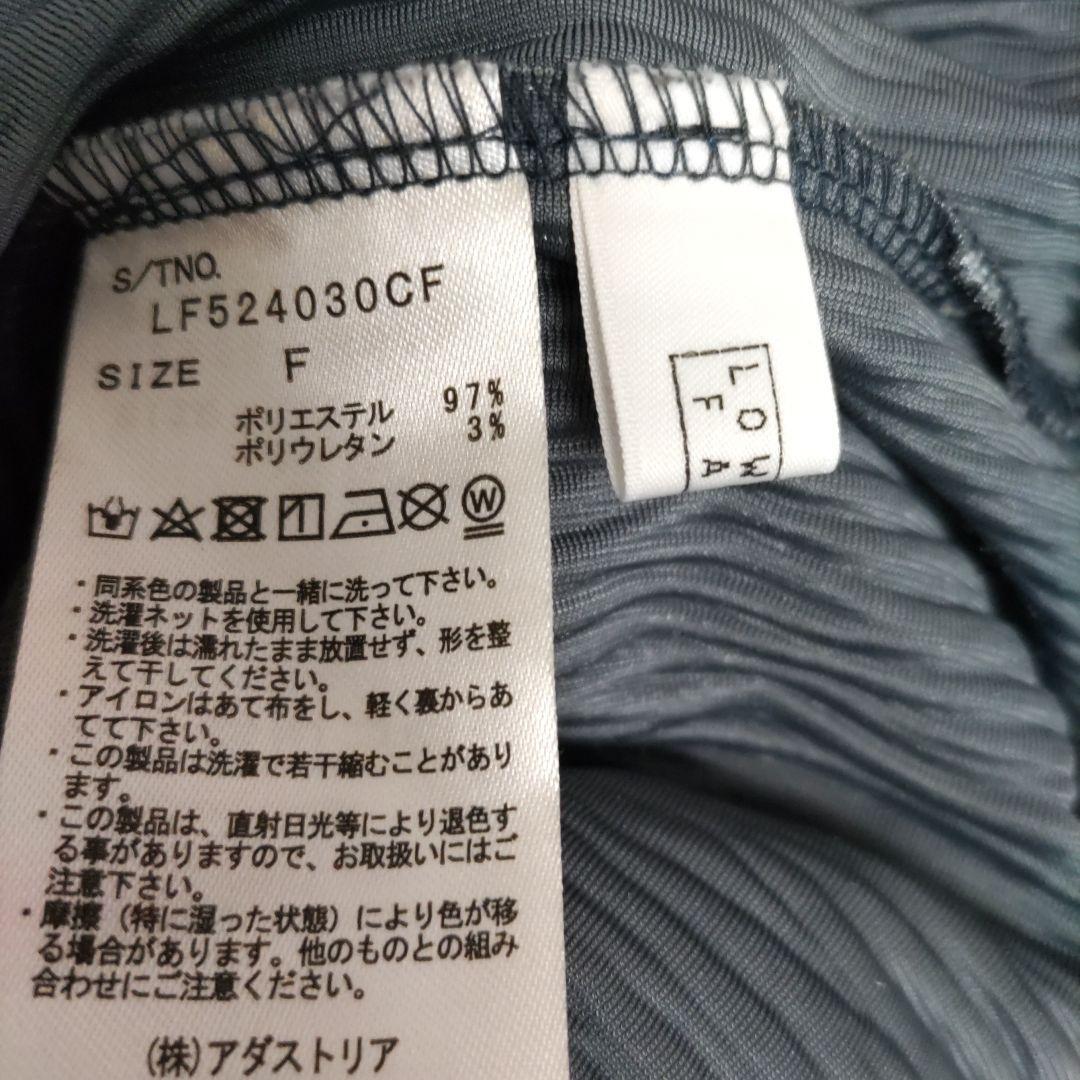 S/TNO.
LF524030CF
SIZE F
ポリエステル 97%
ポリウレタン 3%
W
・同系色の製品と一緒に洗って下さい。
・洗濯ネットを使用して下さい。
・洗濯後は濡れたまま放置せず、形を整
えて干してください。
・アイロンはあて布をし、軽く裏からあ
てて下さい。
・この製品は洗濯で若干縮むことがあり
ます。
・この製品は、直射日光等により退色す
る事がありますので、お取扱いにはご
注意下さい。
・摩擦（特に湿った状態）により色が移
る場合があります。他のものとの組み
合わせにご注意ください。
(株)アダストリア
LOW
F A